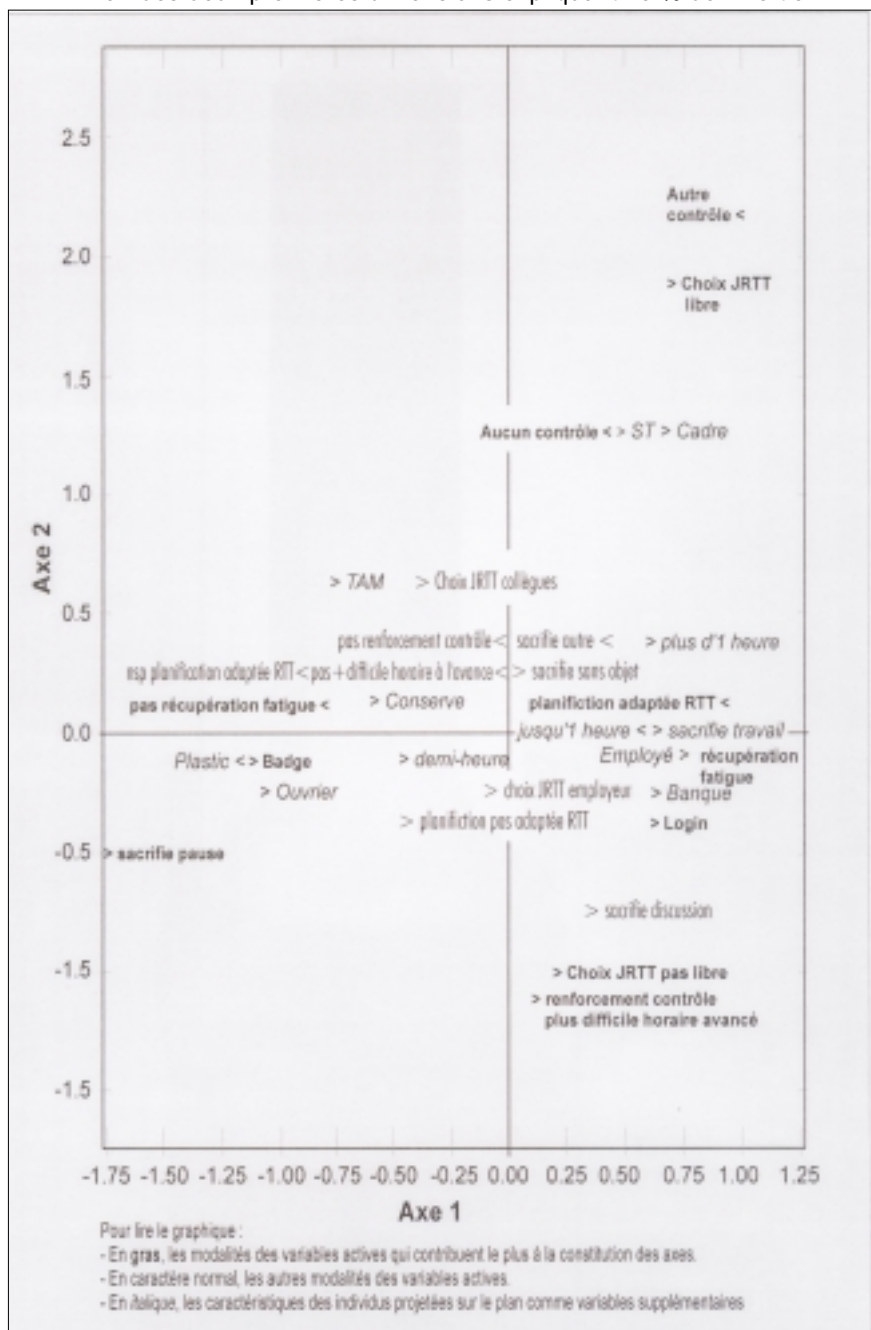 2.5
Autre
contrôle <
2.0
> Choix JRTT
libre
1.5
Aucun contrôle < > ST > Cadre
1.0
Axe 2
> TAM > Choix JRTT collègues
0.5
pas renforcement contrôle < sacrifie autre < > plus d'1 heure
nsp planification adaptée RTT < pas + difficile horaire à l'avance < > sacrifie sans objet
pas récupération fatigue < > Conserve planifiction adaptée RTT <
0.0
jusqu'1 heure < > sacrifie travail
Plastic < > Badge > demi-heure Employé > récupération
fatigue
> Ouvrier > choix JRTT employeur > Banque
> planifiction pas adaptée RTT > Login
-0.5
> sacrifie pause
> sacrifie discussion
-1.5
> Choix JRTT pas libre
> renforcement contrôle
plus difficile horaire avancé
-1.5
-1.75 -1.50 -1.25 -1.00 -0.75 -0.50 -0.25 0.00 0.25 0.50 0.75 1.00 1.25
Axe 1
Pour lire le graphique :
- En gras, les modalités des variables actives qui contribuent le plus à la constitution des axes.
- En caractère normal, les autres modalités des variables actives.
- En italique, les caractéristiques des individus projetées sur le plan comme variables supplémentaires